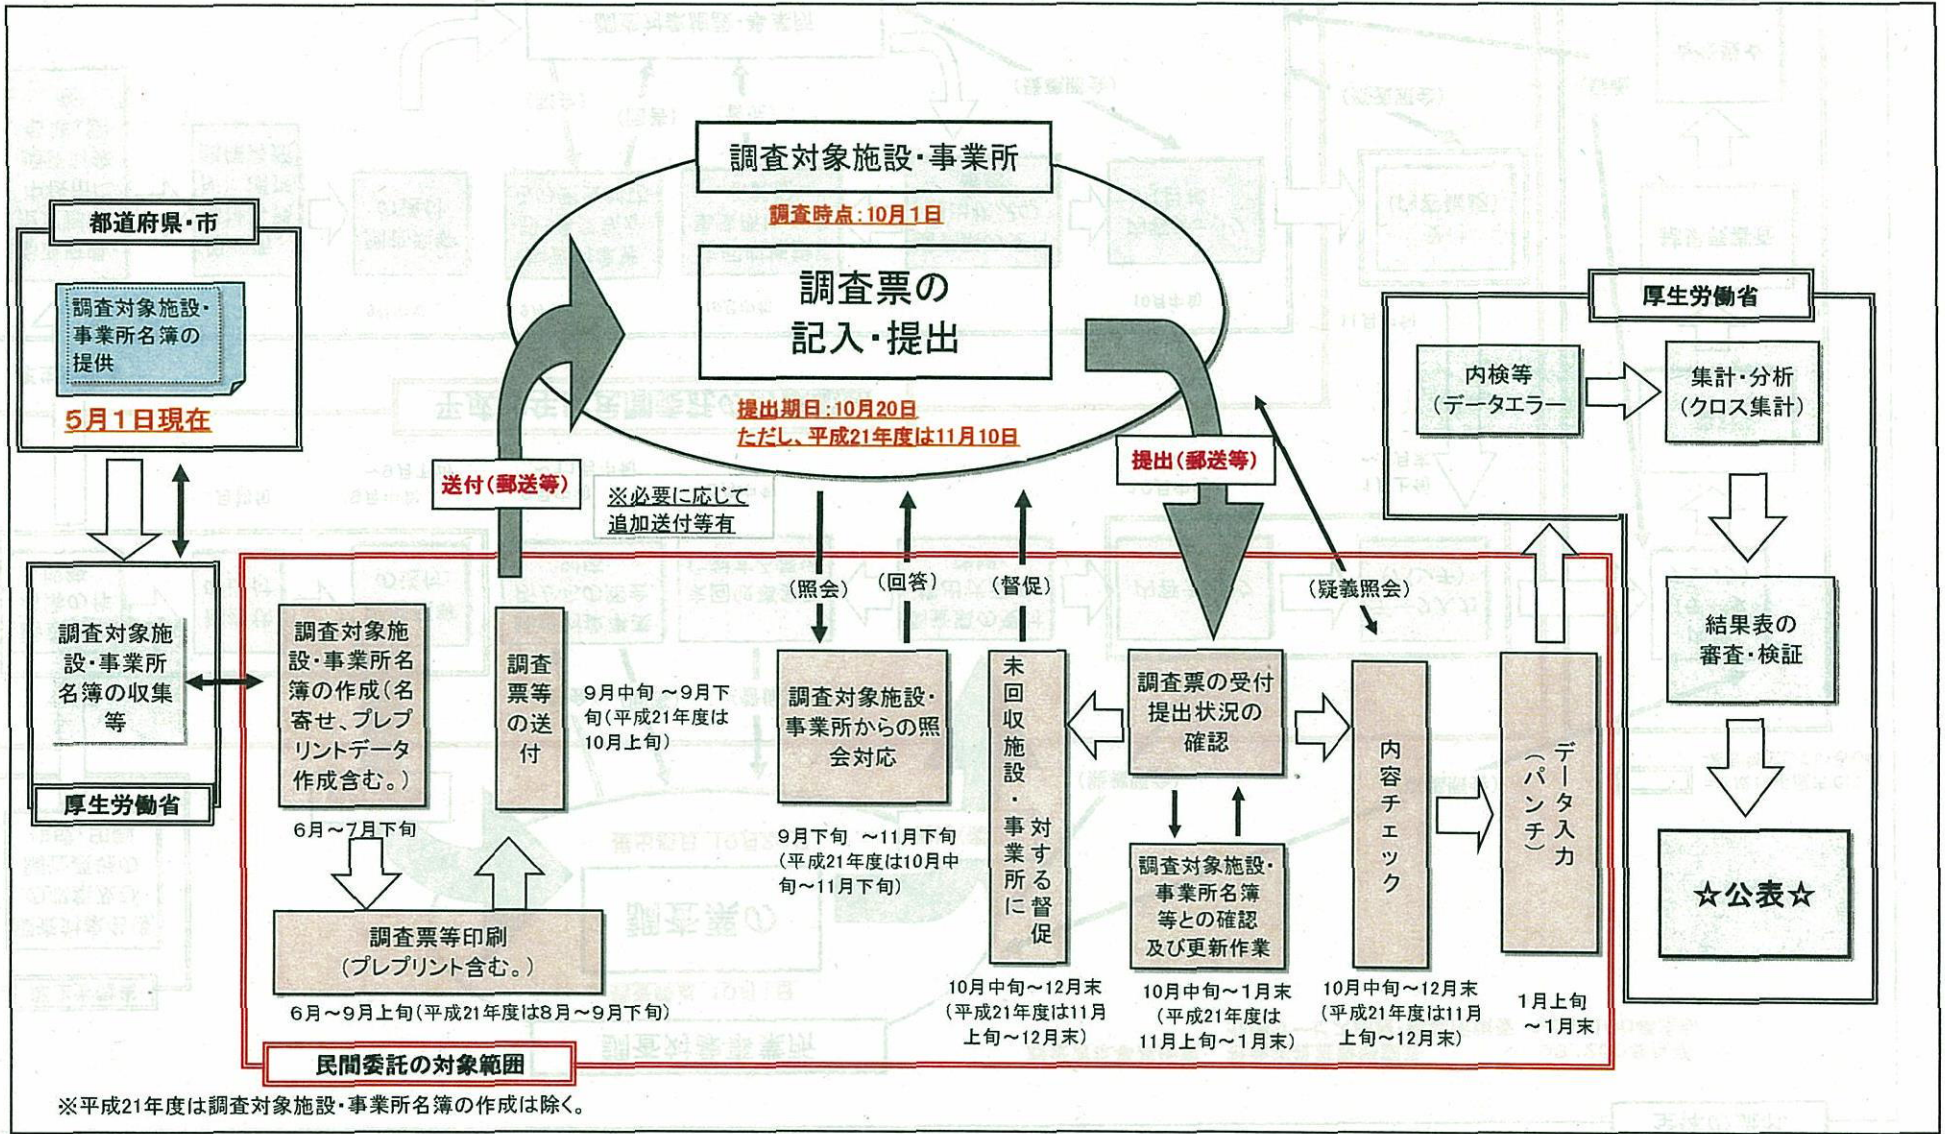 調査対象施設・事業所
調査時点:10月1日
調査票の
記入・提出
提出期日:10月20日
ただし、平成21年度は11月10日
都道府県・市
調査対象施設・
事業所名簿の
提供
5月1日現在
送付(郵送等)
※必要に応じて
追加送付等有
提出(郵送等)
厚生労働省
内検等
(データエラー
集計・分析
(クロス集計)
結果表の
審査・検証
☆公表☆
調査対象施
設・事業所
名簿の収集
等
厚生労働省
調査対象施
設・事業所名
簿の作成(名
寄せ、プレプ
リントデータ
作成含む。)
6月~7月下旬
調査票等印刷
(プレプリント含む。)
6月~9月上旬(平成21年度は8月~9月下旬)
調査
票等
の送
付
9月中旬 ~9月下
旬(平成21年度は
10月上旬)
(照会)
(回答)
(督促)
(疑義照会)
調査対象施設・
事業所からの照
会対応
9月下旬 ~11月下旬
(平成21年度は10月中
旬~11月下旬)
未回収施設・事業所に
対する督促
10月中旬~12月末
(平成21年度は11月
上旬~12月末)
調査票の受付
提出状況の
確認
調査対象施設・
事業所名簿
等との確認
及び更新作業
10月中旬~1月末
(平成21年度は
11月上旬~1月末)
内容チェック
10月中旬~12月末
(平成21年度は11月
上旬~12月末)
データ入力
(パンチ)
1月上旬
~1月末
民間委託の対象範囲
※平成21年度は調査対象施設・事業所名簿の作成は除く。